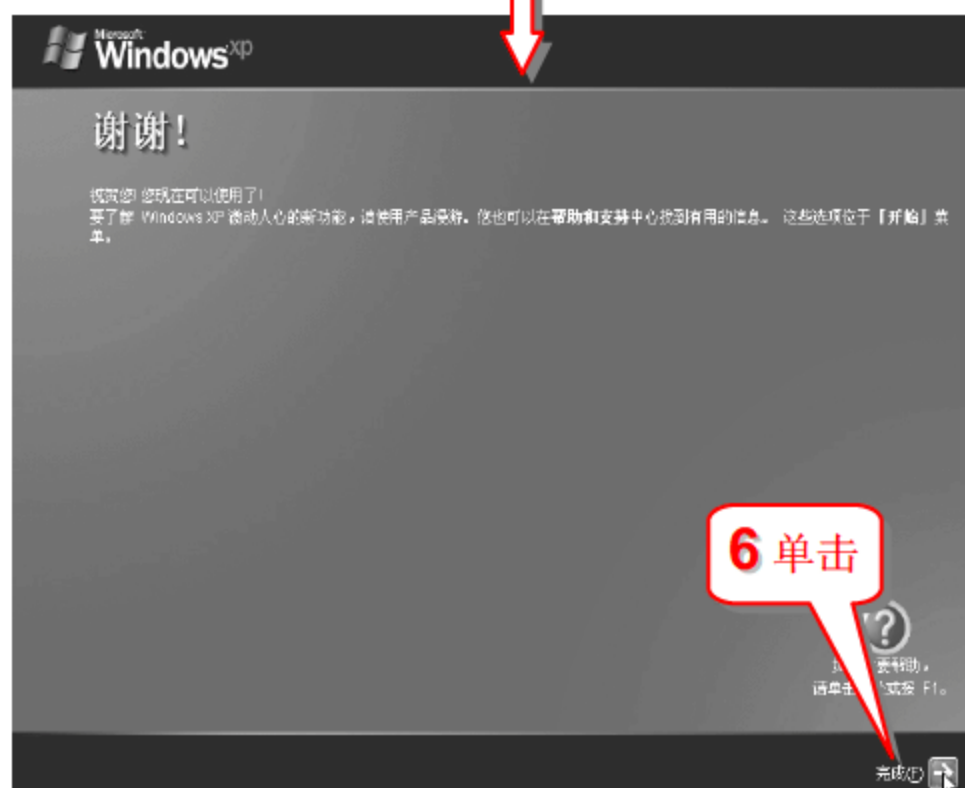 Microsoft
Windows xp
谢谢!
祝贺您! 您现在可以使用了!
要了解 Windows XP 激动人心的新功能，请使用产品漫游。您也可以在帮助和支持中心找到有用的信息。 这些选项位于「开始」菜
单。
6 单击
要帮助，
请单击 或按 F1。
完成(F)